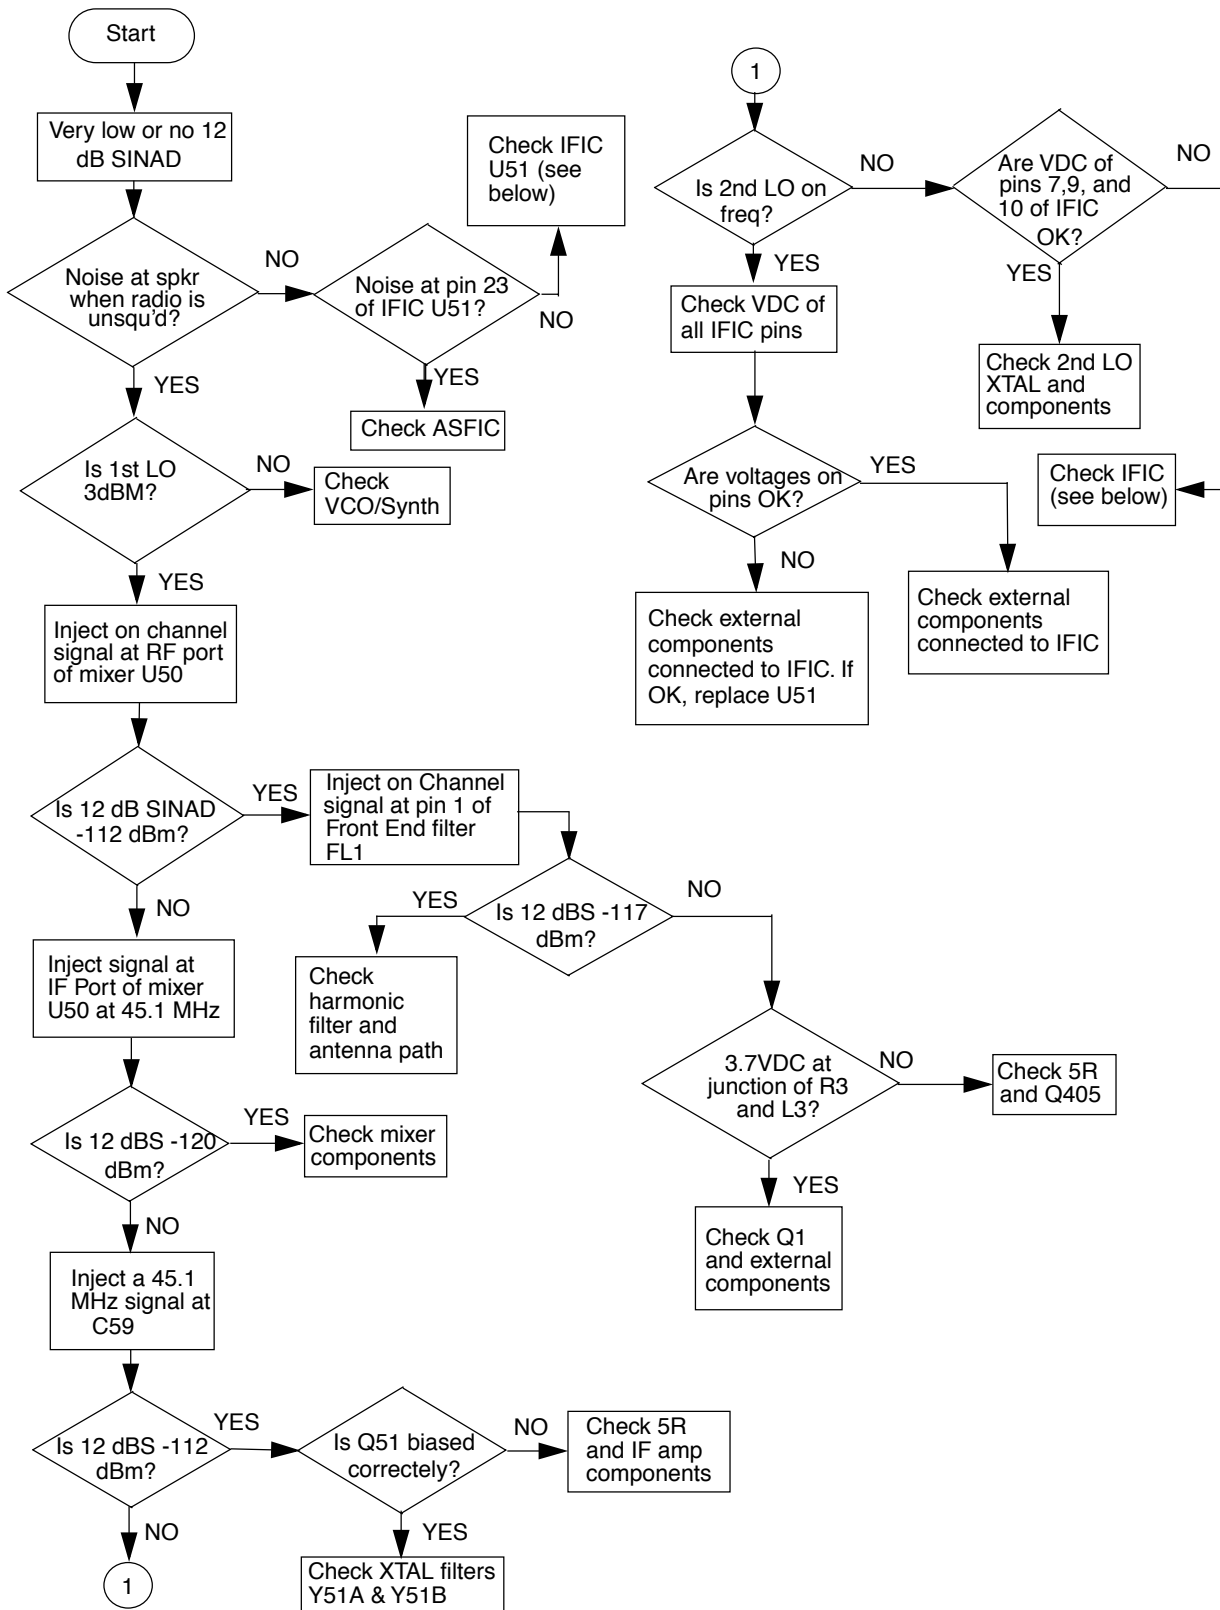 Start
Very low or no 12
dB SINAD
Noise at spkr
when radio is
unsqu'd?
NO
Noise at pin 23
of IFIC U51?
NO
Check IFIC
U51 (see
below)
YES
Check ASFIC
YES
Is 1st LO
3dBM?
NO
Check
VCO/Synth
YES
Inject on channel
signal at RF port
of mixer U50
Is 12 dB SINAD
-112 dBm?
YES
Inject on Channel
signal at pin 1 of
Front End filter
FL1
NO
Is 12 dBS -117
dBm?
YES
Check
harmonic
filter and
antenna path
NO
3.7VDC at
junction of R3
and L3?
NO
Check 5R
and Q405
YES
Check Q1
and external
components
Inject signal at
IF Port of mixer
U50 at 45.1 MHz
Is 12 dBS -120
dBm?
YES
Check mixer
components
NO
Inject a 45.1
MHz signal at
C59
Is 12 dBS -112
dBm?
YES
Is Q51 biased
correctely?
NO
Check 5R
and IF amp
components
YES
Check XTAL filters
Y51A & Y51B
NO
1
1
Is 2nd LO on
freq?
NO
Are VDC of
pins 7,9, and
10 of IFIC
OK?
NO
YES
Check 2nd LO
XTAL and
components
Check IFIC
(see below)
YES
Check VDC of
all IFIC pins
Are voltages on
pins OK?
YES
Check external
components
connected to IFIC
NO
Check external
components
connected to IFIC. If
OK, replace U51